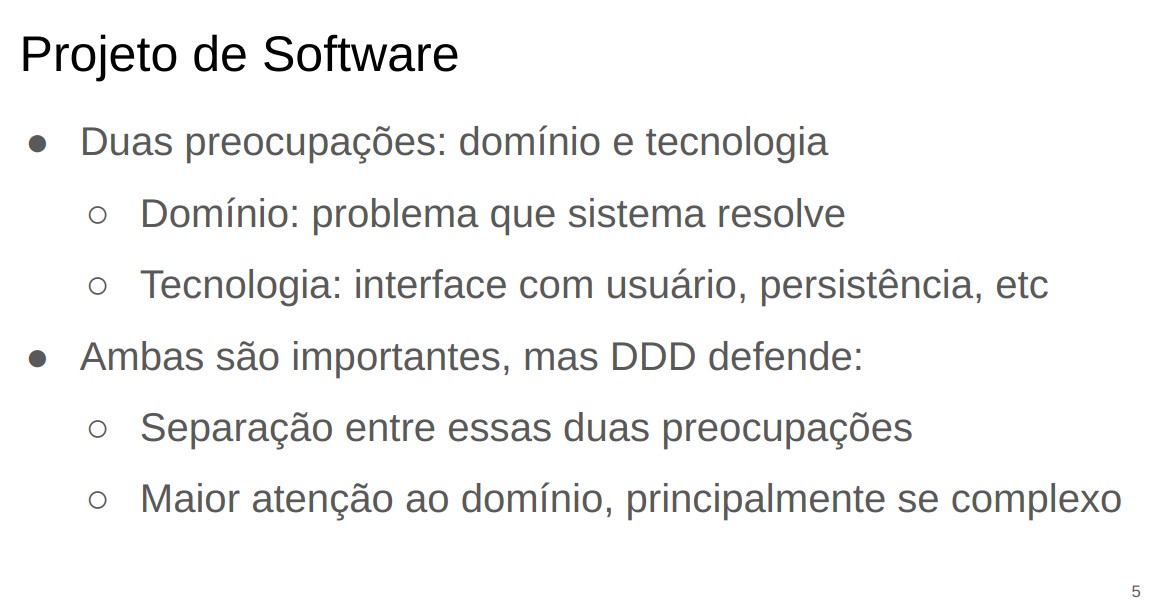 Projeto de Software
● Duas preocupações: domínio e tecnologia
○ Domínio: problema que sistema resolve
○ Tecnologia: interface com usuário, persistência, etc
● Ambas são importantes, mas DDD defende:
○ Separação entre essas duas preocupações
○ Maior atenção ao domínio, principalmente se complexo
5